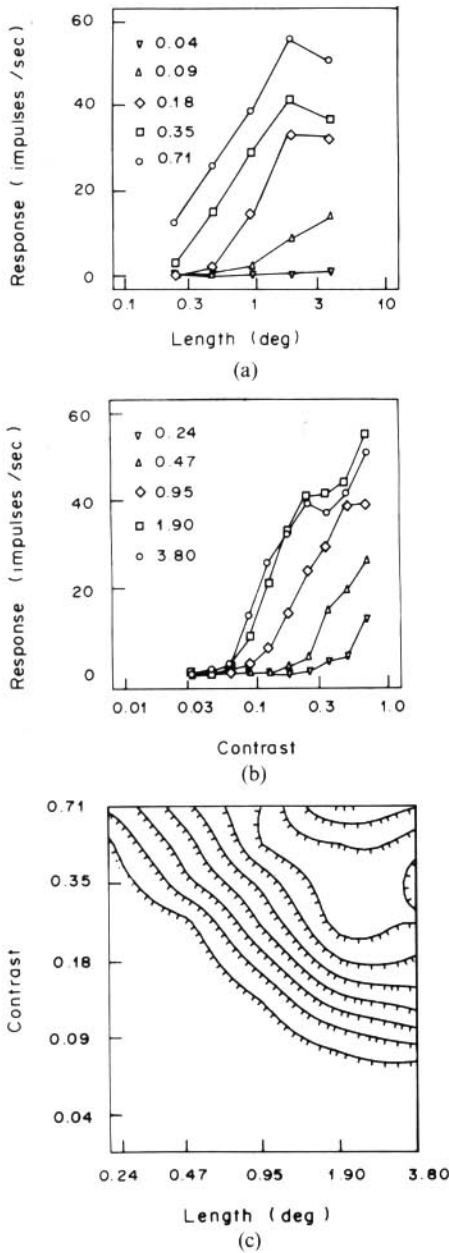 60
40
20
0
Response ( impulses /sec)
0.04
0.09
0.18
0.35
0.71
0.1 0.3 1 3 10
Length (deg)
(a)
60
40
20
0
Response (impulses /sec)
0.24
0.47
0.95
1.90
3.80
0.01 0.03 0.1 0.3 1.0
Contrast
(b)
0.71
0.35
0.18
0.09
0.04
Contrast
0.24 0.47 0.95 1.90 3.80
Length (deg)
(c)